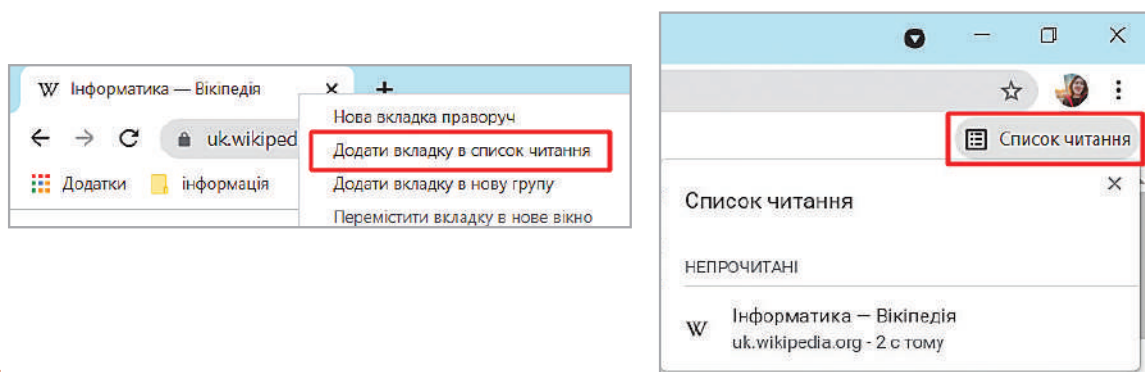 W Інформатика — Вікіпедія
Нова вкладка праворуч
uk.wikiped
Додати вкладку в список читання
Додатки інформація
Додати вкладку в нову групу
Перемістити вкладку в нове вікно
Список читання
Список читання
НЕПРОЧИТАНІ
W Інформатика — Вікіпедія
uk.wikipedia.org - 2 с тому